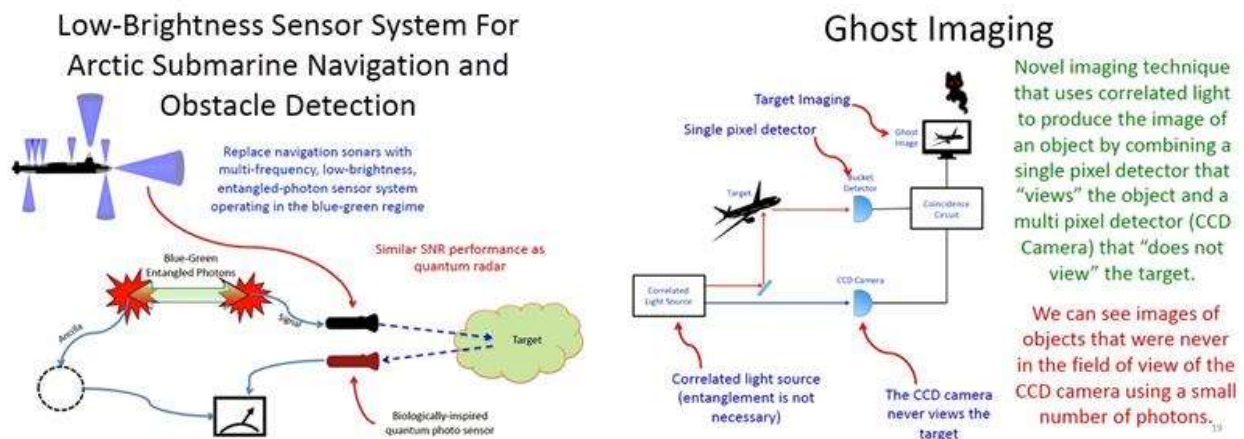 Low-Brightness Sensor System For
Arctic Submarine Navigation and
Obstacle Detection
Replace navigation sonars with
multi-frequency, low-brightness,
entangled-photon sensor system
operating in the blue-green regime
Similar SNR performance as
quantum radar
Blue-Green
Entangled Photons
Signal
Ancilla
Target
Biologically-inspired
quantum photo sensor
Ghost Imaging
Target Imaging
Single pixel detector
Ghost
Image
Bucket
Detector
Target
Coincidence
Circuit
CCD Camera
Correlated
Light Source
Correlated light source
(entanglement is not
necessary)
The CCD camera
never views the
target
Novel imaging technique
that uses correlated light
to produce the image of
an object by combining a
single pixel detector that
“views” the object and a
multi pixel detector (CCD
Camera) that “does not
view” the target.
We can see images of
objects that were never
in the field of view of the
CCD camera using a small
number of photons.
19